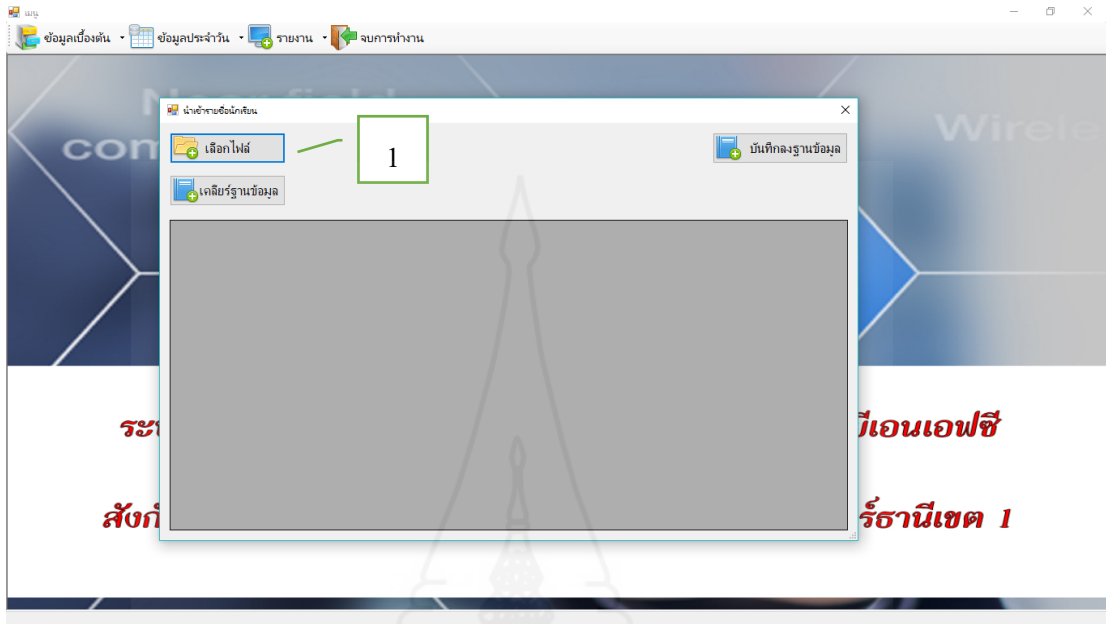 เมนู
ข้อมูลเบื้องต้น ข้อมูลประจำวัน รายงาน จบการทำงาน
นำเข้ารายชื่อนักเรียน
เลือกไฟล์
1
บันทึกลงฐานข้อมูล
เคลียร์ฐานข้อมูล
com
Wirele
ระบ
ยีเอนเอฟซี
สังกั
ร์ธานีเขต 1